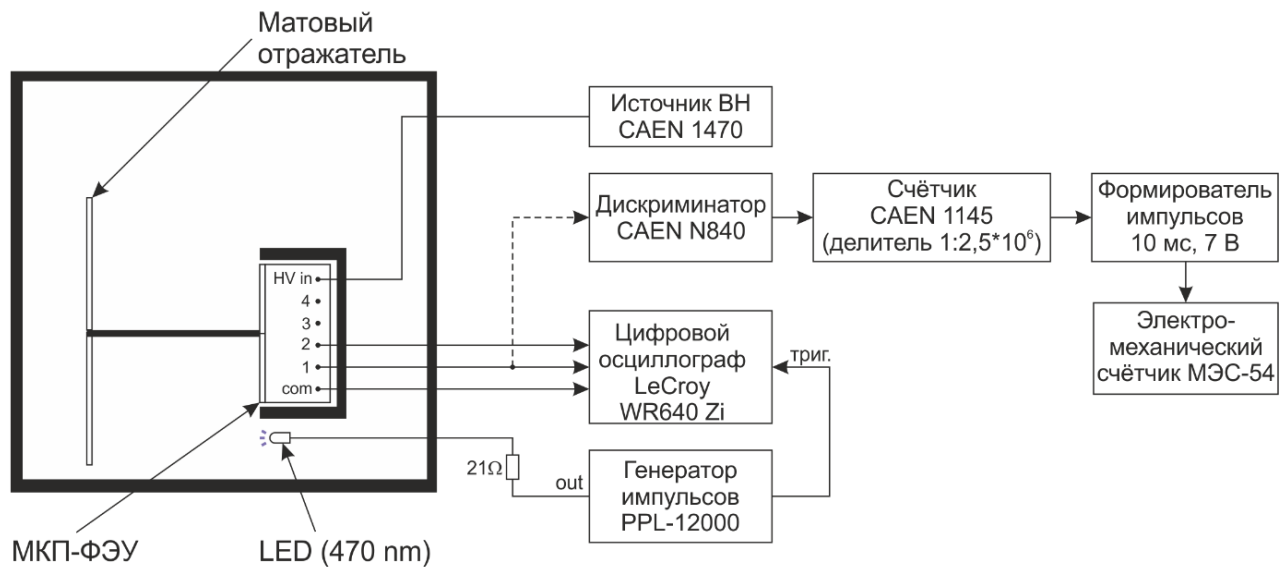 Матовый
отражатель
Источник ВН
CAEN 1470
Дискриминатор
CAEN N840
Счётчик
CAEN 1145
(делитель 1:2,5*10⁶)
Формирователь
импульсов
10 мс, 7 В
HV in
4
3
2
1
com
Цифровой
осциллограф
LeCroy
WR640 Zi
триг.
Электро-
механический
счётчик МЭС-54
21Ω
out
Генератор
импульсов
PPL-12000
МКП-ФЭУ
LED (470 nm)